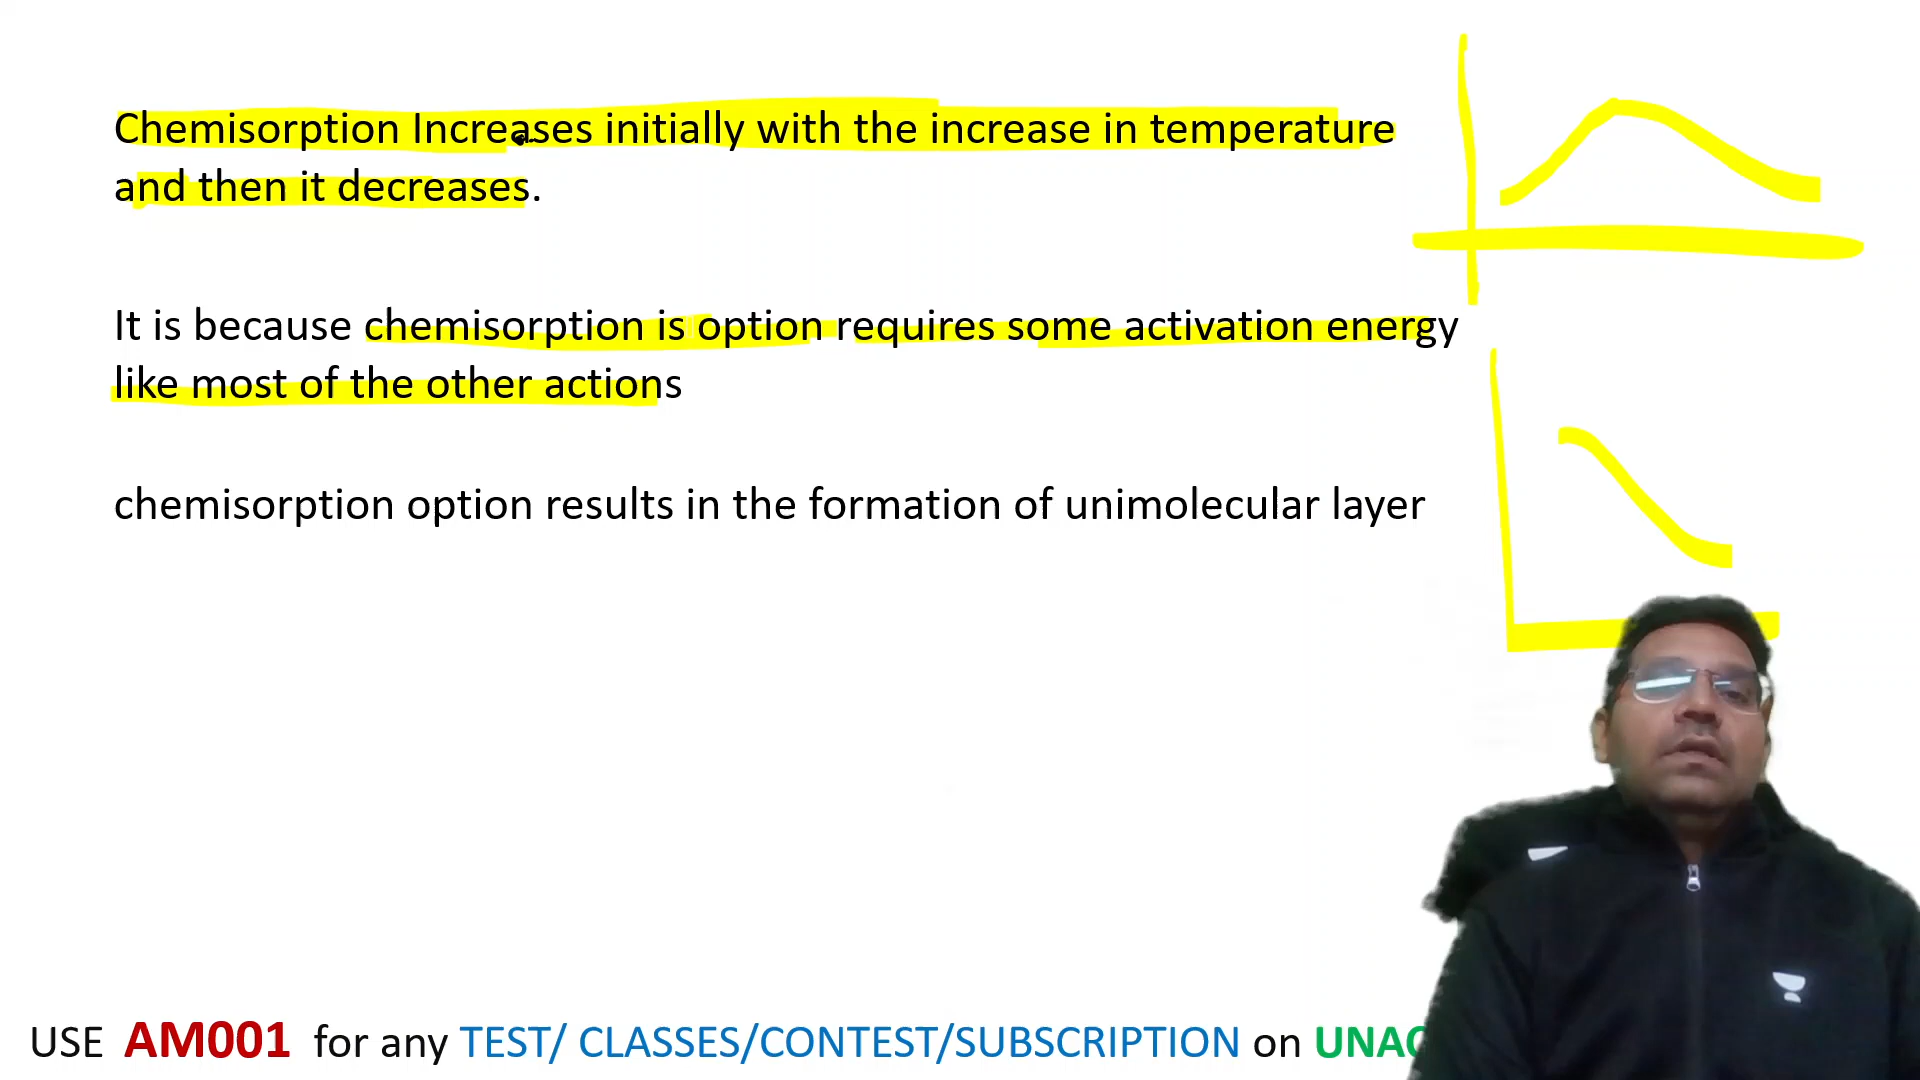 Chemisorption Increases initially with the increase in temperature
and then it decreases.
It is because chemisorption is option requires some activation energy
like most of the other actions
chemisorption option results in the formation of unimolecular layer
USE AM001 for any TEST/ CLASSES/CONTEST/SUBSCRIPTION on